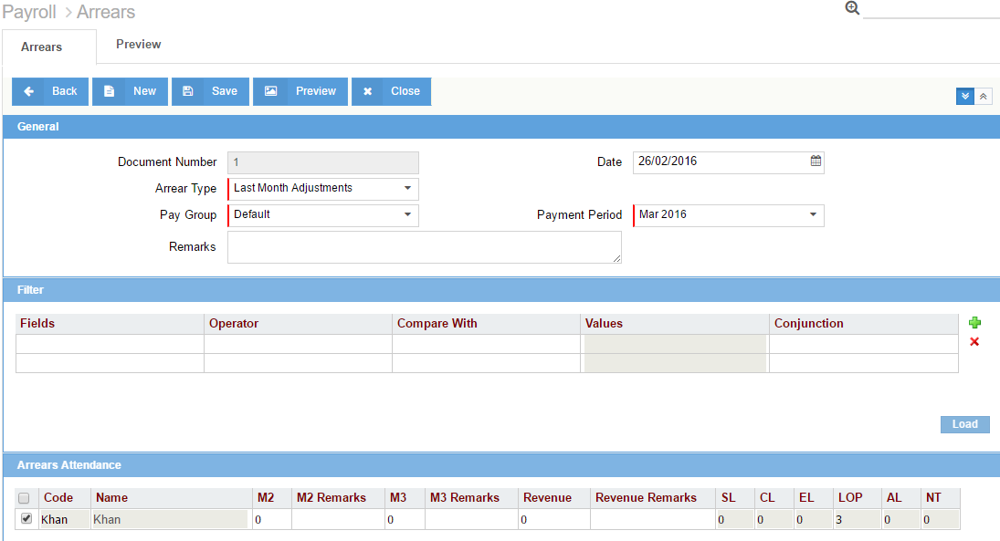 Payroll > Arrears
Arrears Preview
Back New Save Preview Close
General
Document Number 1 Date 26/02/2016
Arrear Type Last Month Adjustments
Pay Group Default Payment Period Mar 2016
Remarks
Filter
Fields Operator Compare With Values Conjunction
Load
Arrears Attendance
Code Name M2 M2 Remarks M3 M3 Remarks Revenue Revenue Remarks SL CL EL LOP AL NT
Khan Khan 0 0 0 0 0 0 3 0 0